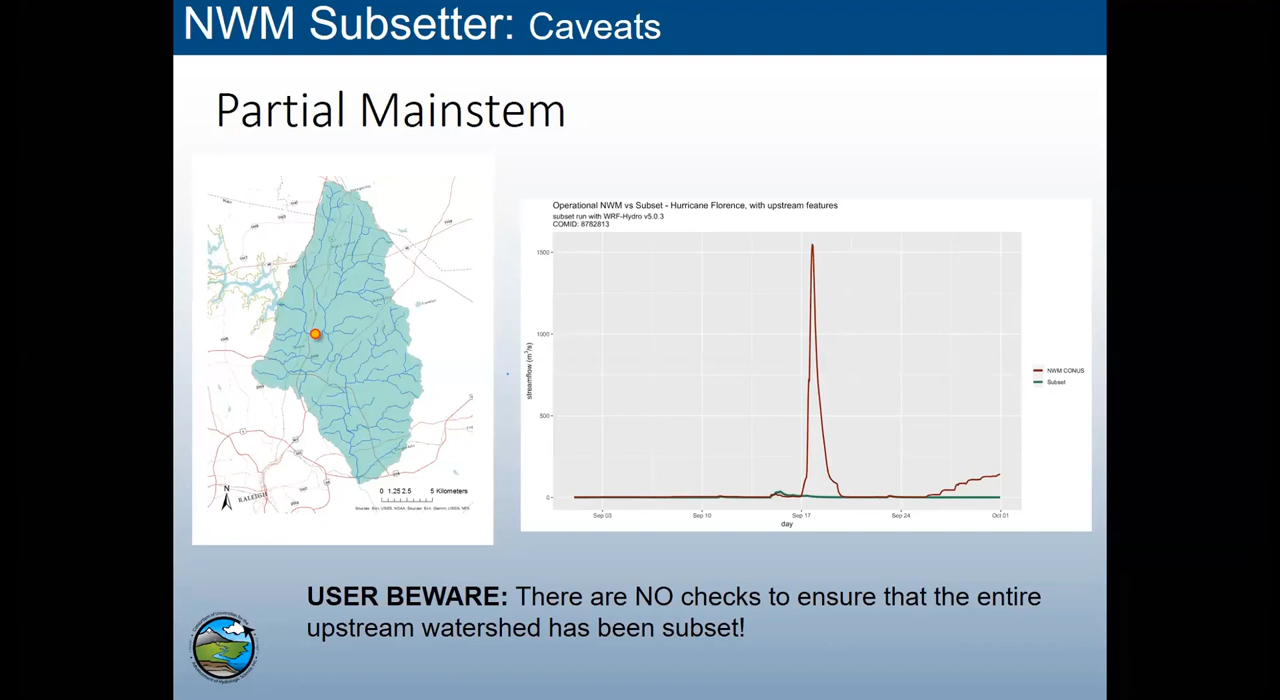 NWM Subsetter: Caveats
Partial Mainstem
N
RALEIGH
0 1.25 2.5 5 Kilometers
Operational NWM vs Subset - Hurricane Florence, with upstream features
subset run with WRF-Hydro v5.0.3
COMID: 8782813
1500
1000
500
0
streamflow (m³/s)
Sep 03 Sep 10 Sep 17 Sep 24 Oct 01
day
NWM CONUS
Subset
USER BEWARE: There are NO checks to ensure that the entire
upstream watershed has been subset!